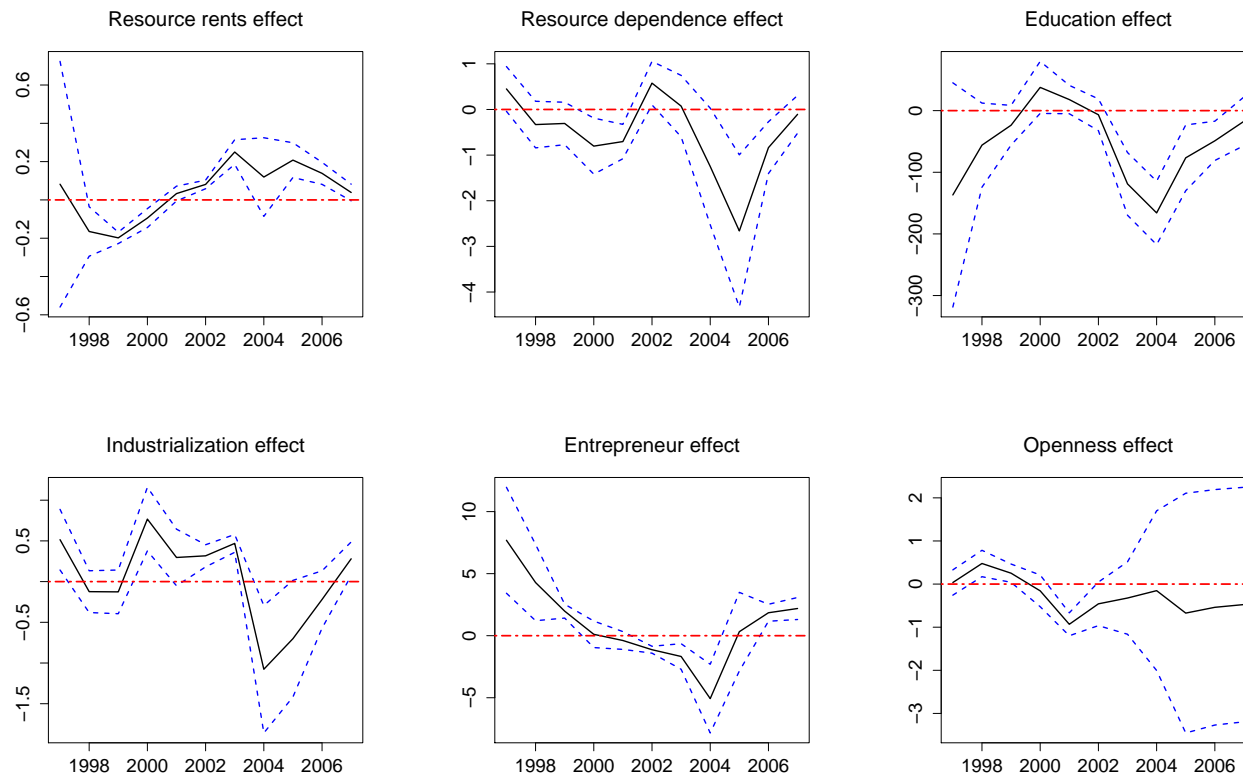 Resource rents effect
0.6
0.2
−0.2
−0.6
1998 2000 2002 2004 2006
Resource dependence effect
1
0
−1
−2
−3
−4
1998 2000 2002 2004 2006
Education effect
0
−100
−200
−300
1998 2000 2002 2004 2006
Industrialization effect
0.5
−0.5
−1.5
1998 2000 2002 2004 2006
Entrepreneur effect
10
5
0
−5
1998 2000 2002 2004 2006
Openness effect
2
1
0
−1
−2
−3
1998 2000 2002 2004 2006